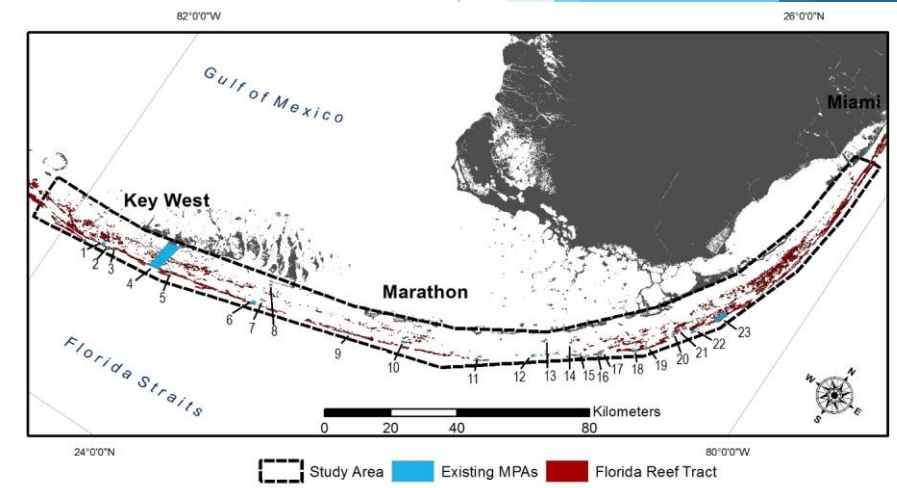 82°0'0"W
26°0'0"N
Gulf of Mexico
Miami
Key West
Marathon
Florida Straits
1
2
3
4
5
6
7
8
9
10
11
12
13
14
15
16
17
18
19
20
21
22
23
N
W
E
S
Kilometers
0 20 40 80
24°0'0"N
80°0'0"W
Study Area Existing MPAs Florida Reef Tract